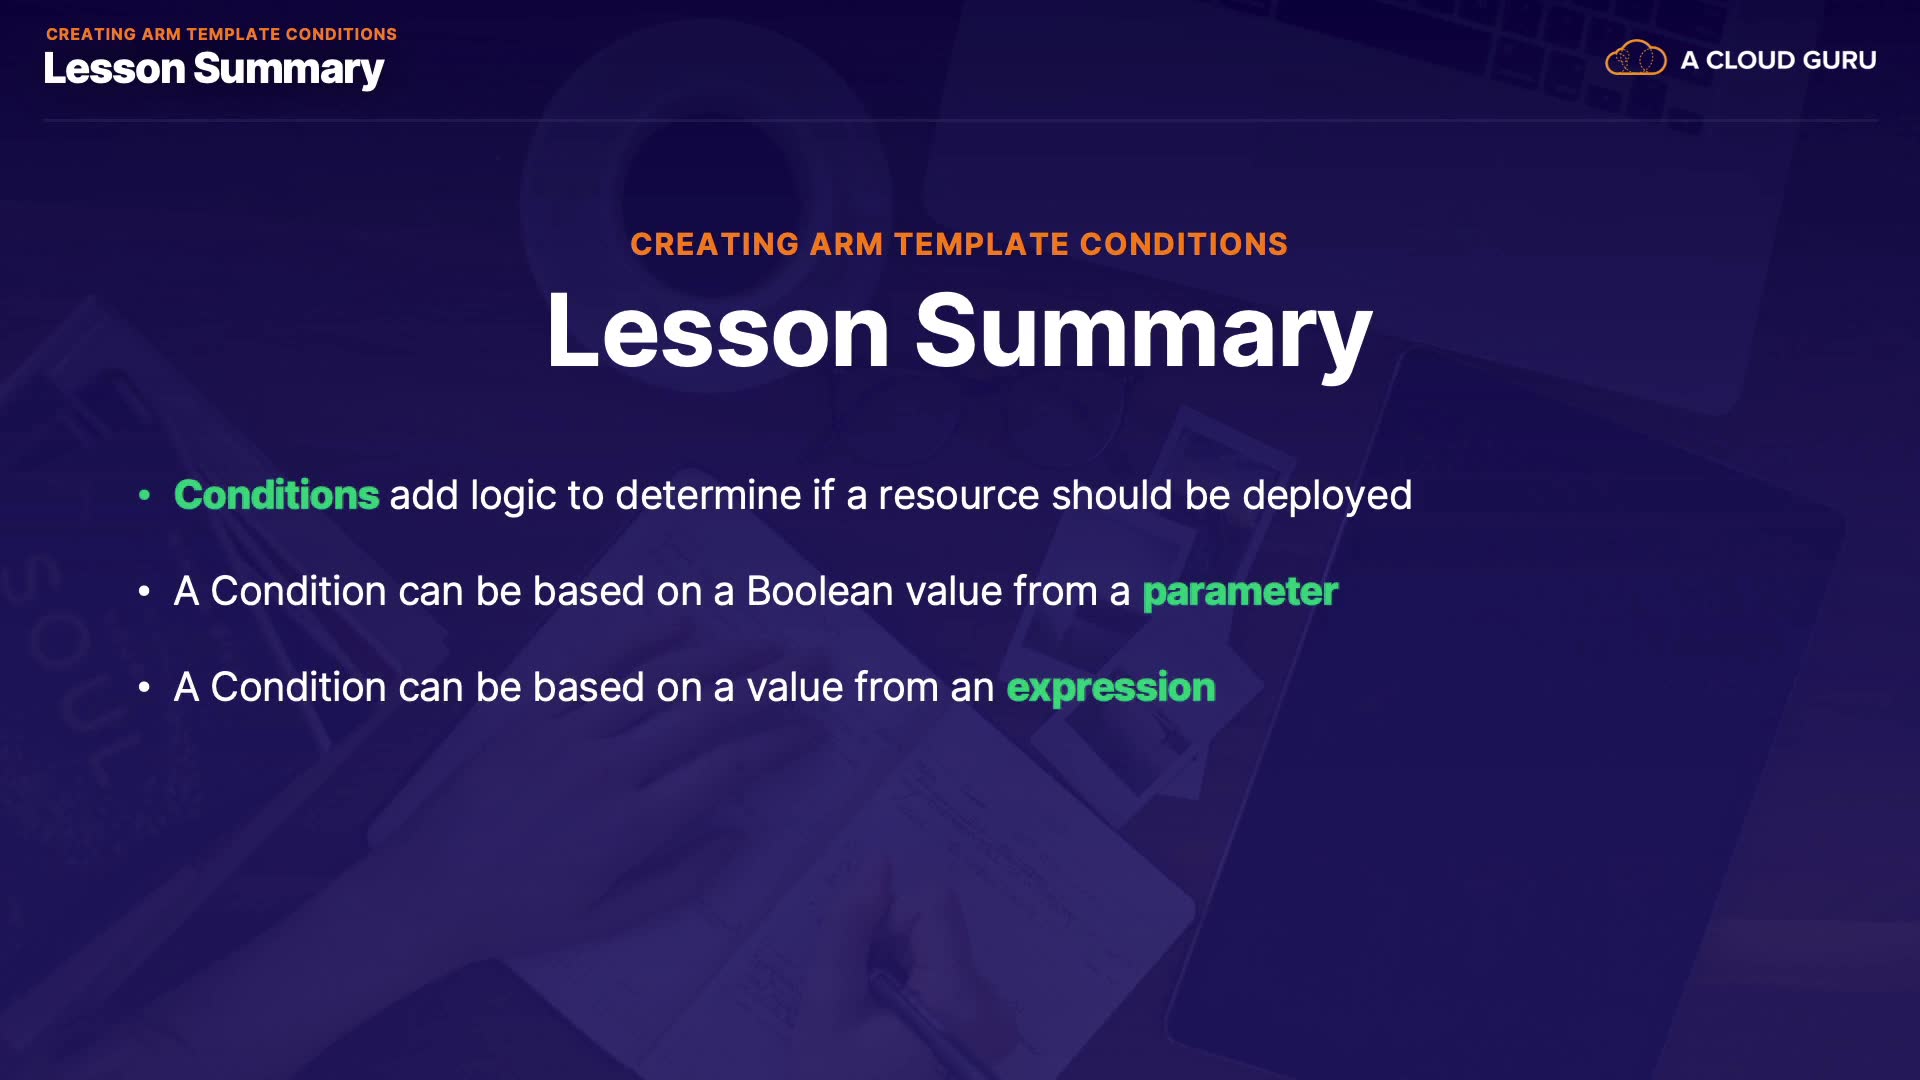 CREATING ARM TEMPLATE CONDITIONS
Lesson Summary
A CLOUD GURU
CREATING ARM TEMPLATE CONDITIONS
Lesson Summary
• Conditions add logic to determine if a resource should be deployed
• A Condition can be based on a Boolean value from a parameter
• A Condition can be based on a value from an expression
SOUL